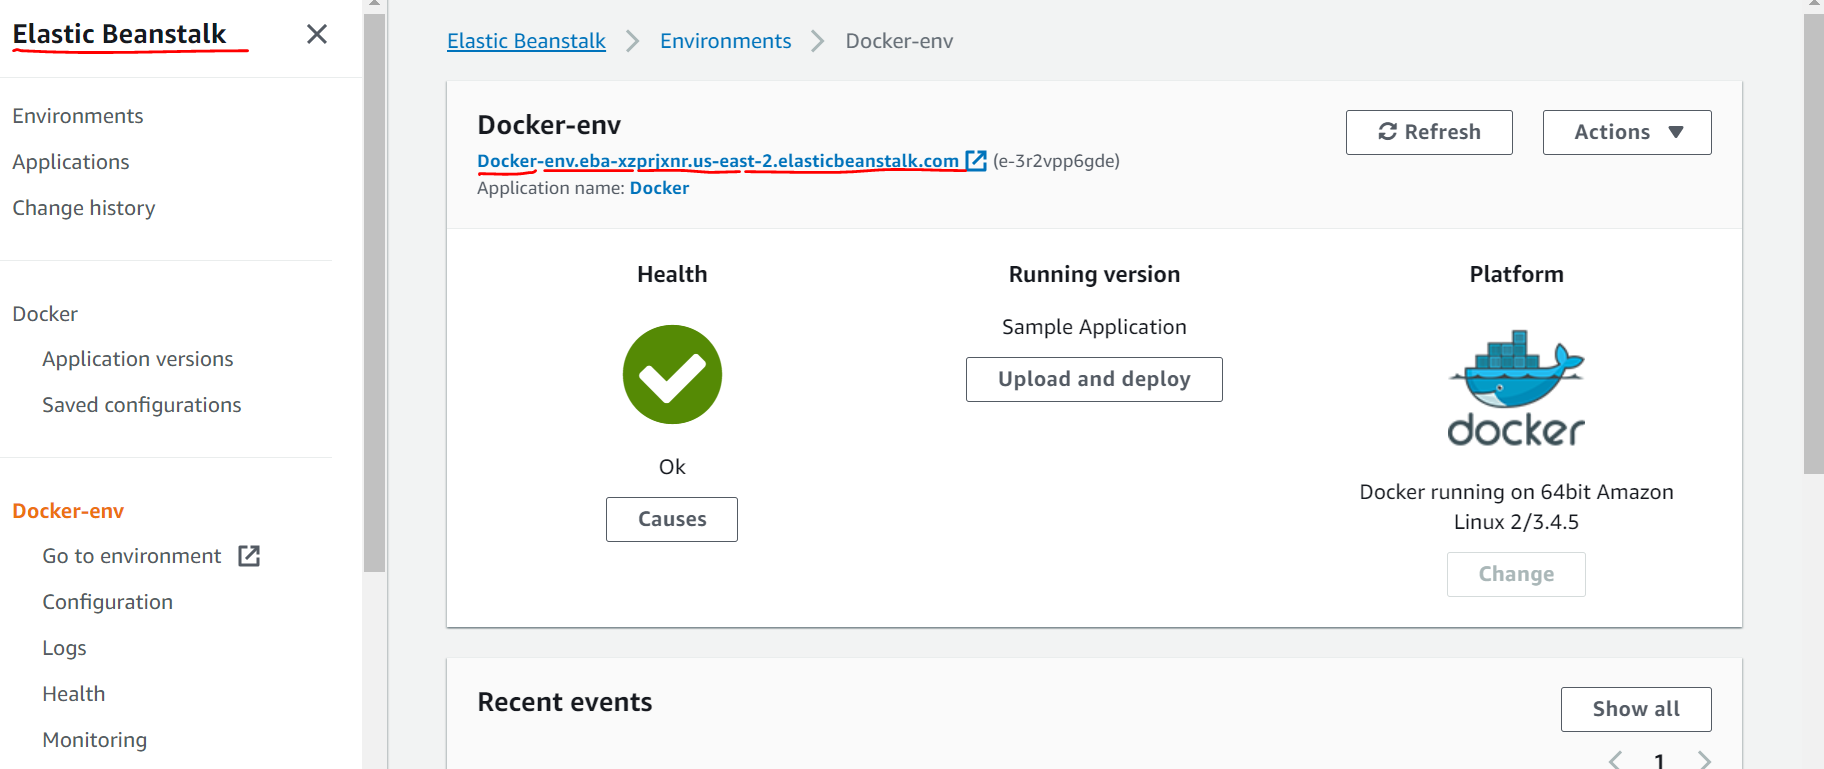 Elastic Beanstalk
Environments
Applications
Change history
Docker
Application versions
Saved configurations
Docker-env
Go to environment
Configuration
Logs
Health
Monitoring
Elastic Beanstalk > Environments > Docker-env
Docker-env
Refresh
Actions
Docker-env.eba-xzprjxnr.us-east-2.elasticbeanstalk.com (e-3r2vpp6gde)
Application name: Docker
Health
Ok
Causes
Running version
Sample Application
Upload and deploy
Platform
docker
Docker running on 64bit Amazon
Linux 2/3.4.5
Change
Recent events
Show all
1